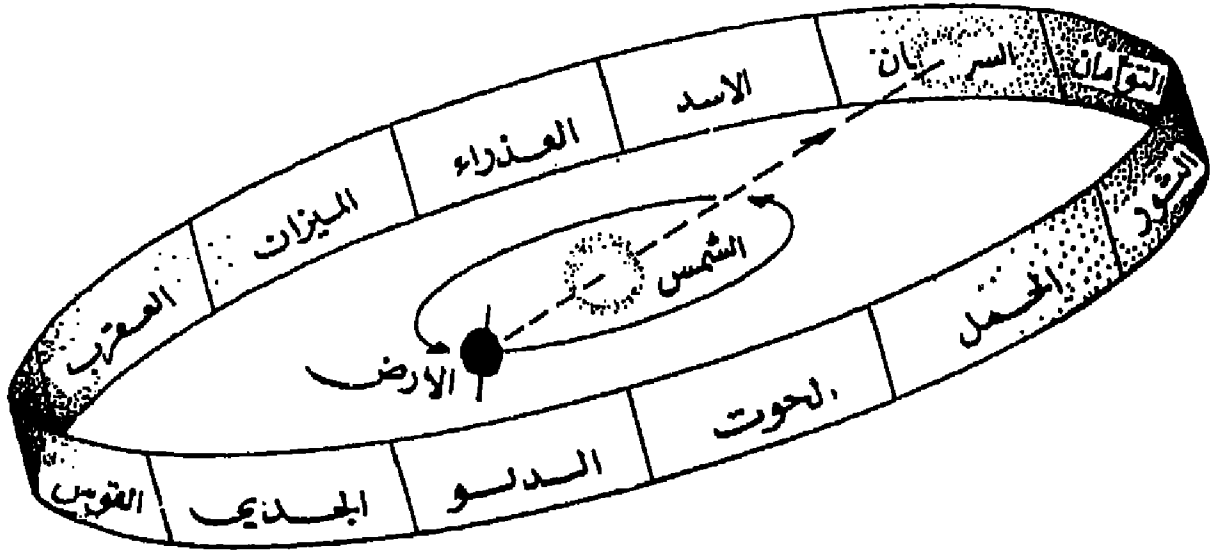 التوأمان
السرطان
الاسد
العذراء
الميزان
العقرب
القوس
الجدي
الدلو
الحوت
الحمل
الثور
الشمس
الأرض